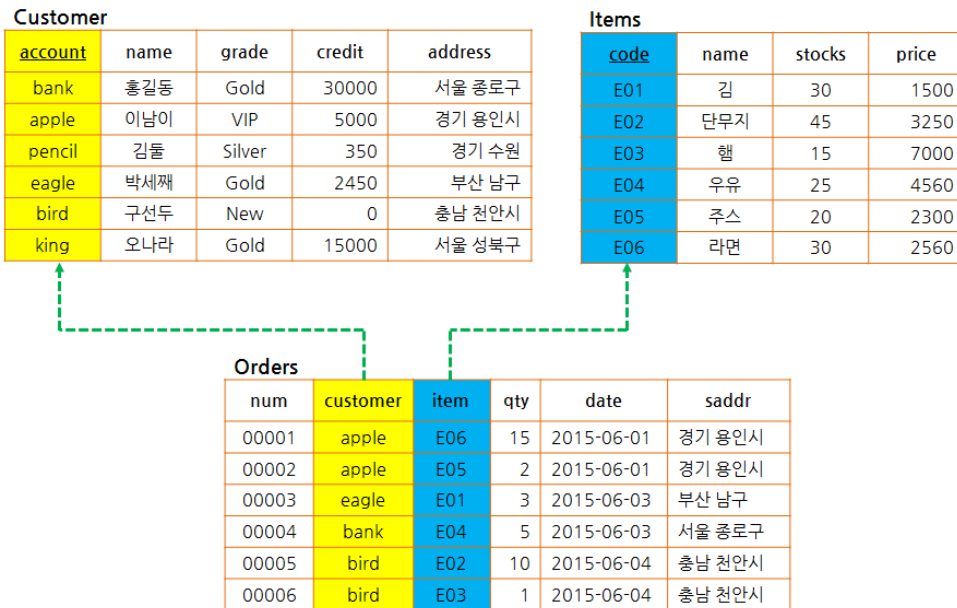 Customer
account name grade credit address
bank 홍길동 Gold 30000 서울 종로구
apple 이남이 VIP 5000 경기 용인시
pencil 김둘 Silver 350 경기 수원
eagle 박세째 Gold 2450 부산 남구
bird 구선두 New 0 충남 천안시
king 오나라 Gold 15000 서울 성북구
Items
code name stocks price
E01 김 30 1500
E02 단무지 45 3250
E03 햄 15 7000
E04 우유 25 4560
E05 주스 20 2300
E06 라면 30 2560
Orders
num customer item qty date saddr
00001 apple E06 15 2015-06-01 경기 용인시
00002 apple E05 2 2015-06-01 경기 용인시
00003 eagle E01 3 2015-06-03 부산 남구
00004 bank E04 5 2015-06-03 서울 종로구
00005 bird E02 10 2015-06-04 충남 천안시
00006 bird E03 1 2015-06-04 충남 천안시